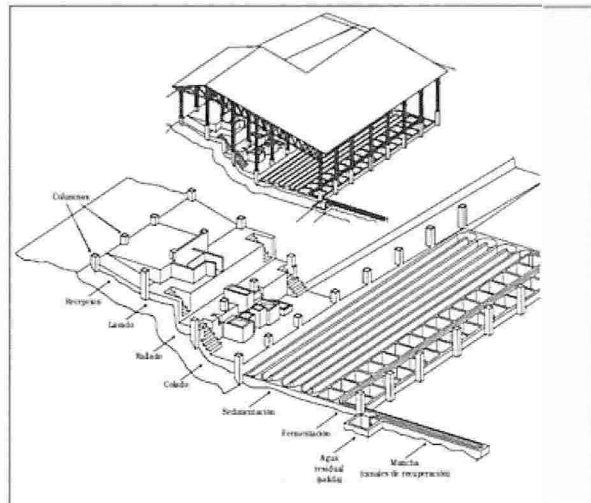 Columnas
Recepción
Lavado
Rallado
Colado
Sedimentación
Fermentación
Agua
residual
Mancha
(canales de recuperación)